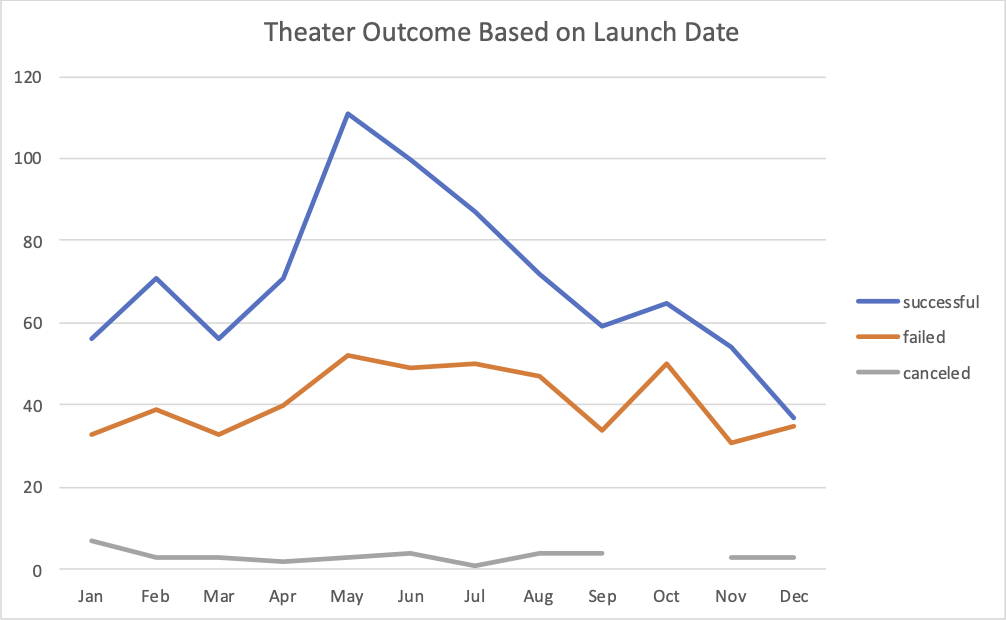 Theater Outcome Based on Launch Date
120
100
80
60
40
20
0
Jan Feb Mar Apr May Jun Jul Aug Sep Oct Nov Dec
successful
failed
canceled